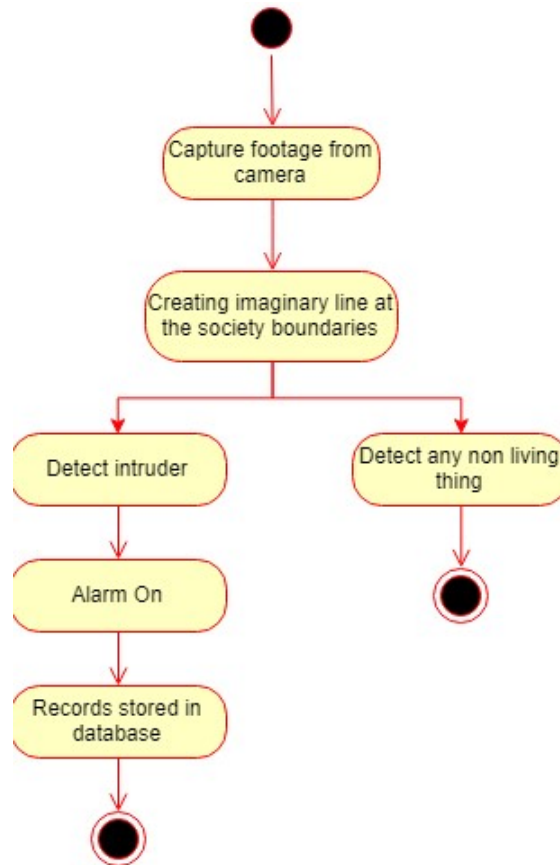 Capture footage from
camera
Creating imaginary line at
the society boundaries
Detect intruder
Detect any non living
thing
Alarm On
Records stored in
database